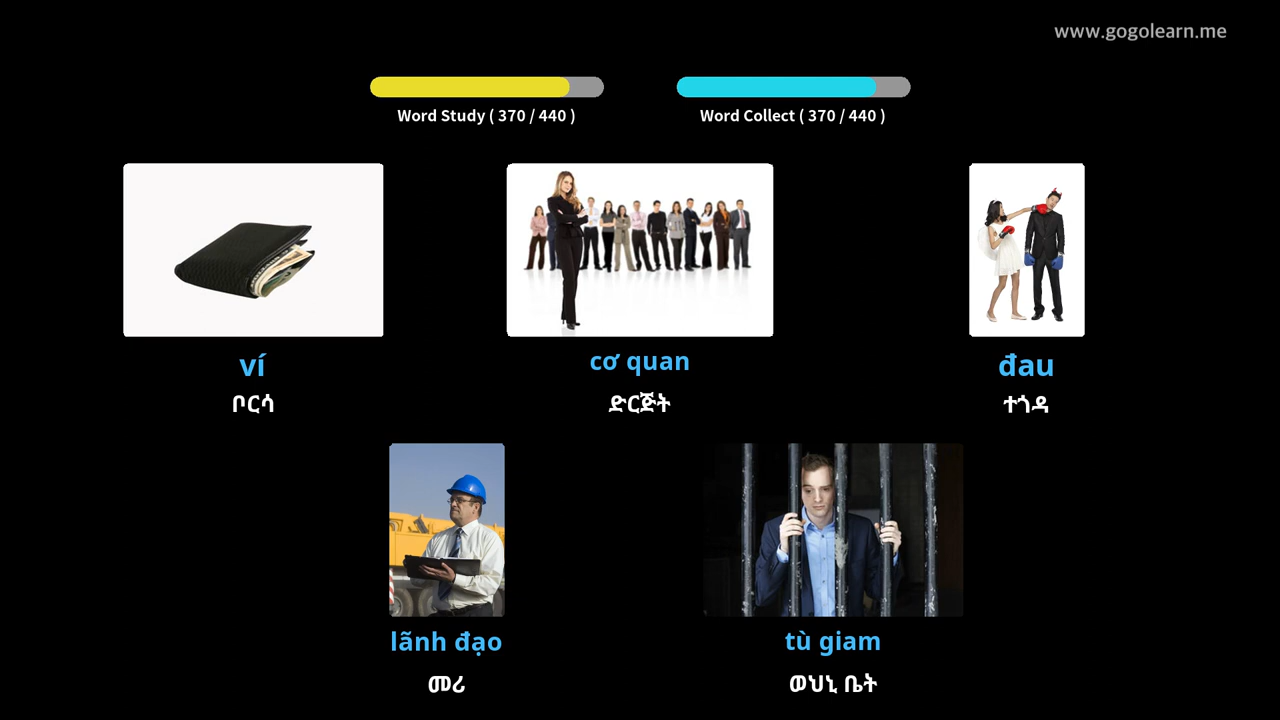 www.gogolearn.me
Word Study ( 370 / 440 )
Word Collect ( 370 / 440 )
ví
ቦርሳ
cơ quan
ድርጅት
đau
ተጎዳ
lãnh đạo
መሪ
tù giam
ወህኒ ቤት